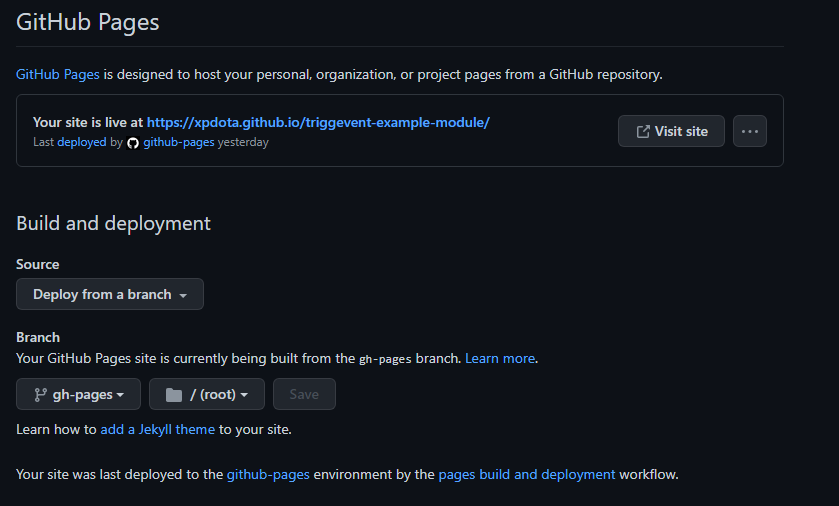 GitHub Pages
GitHub Pages is designed to host your personal, organization, or project pages from a GitHub repository.
Your site is live at https://xpdota.github.io/triggevent-example-module/
Last deployed by github-pages yesterday
Visit site
Build and deployment
Source
Deploy from a branch
Branch
Your GitHub Pages site is currently being built from the gh-pages branch. Learn more.
gh-pages
/ (root)
Save
Learn how to add a Jekyll theme to your site.
Your site was last deployed to the github-pages environment by the pages build and deployment workflow.